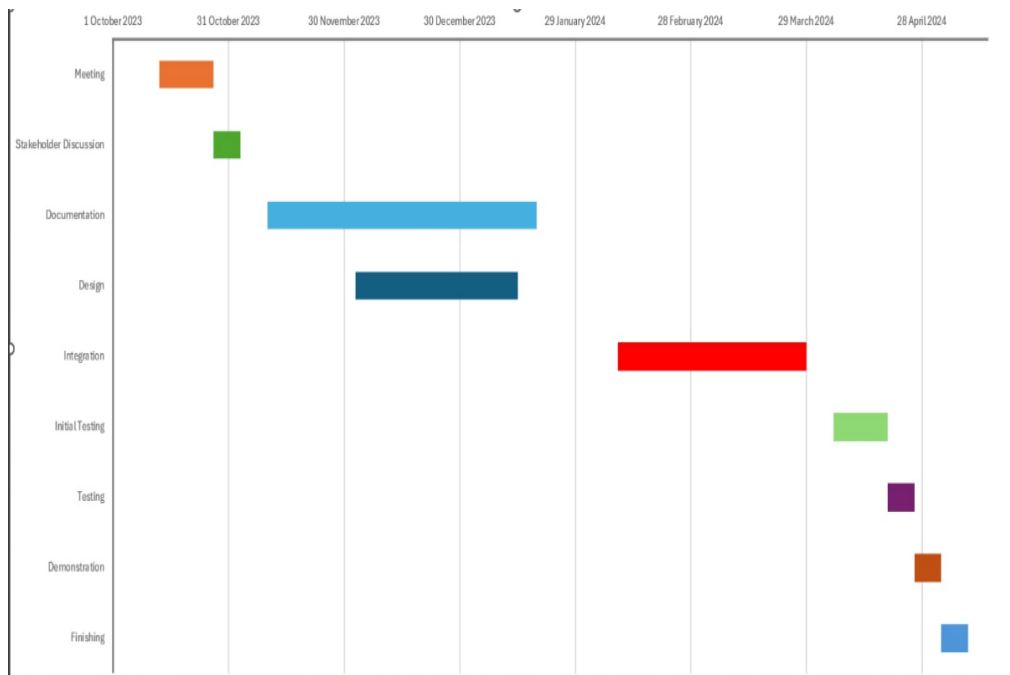 1 October 2023 31 October 2023 30 November 2023 30 December 2023 29 January 2024 28 February 2024 29 March 2024 28 April 2024
Meeting
Stakeholder Discussion
Documentation
Design
Integration
Initial Testing
Testing
Demonstration
Finishing